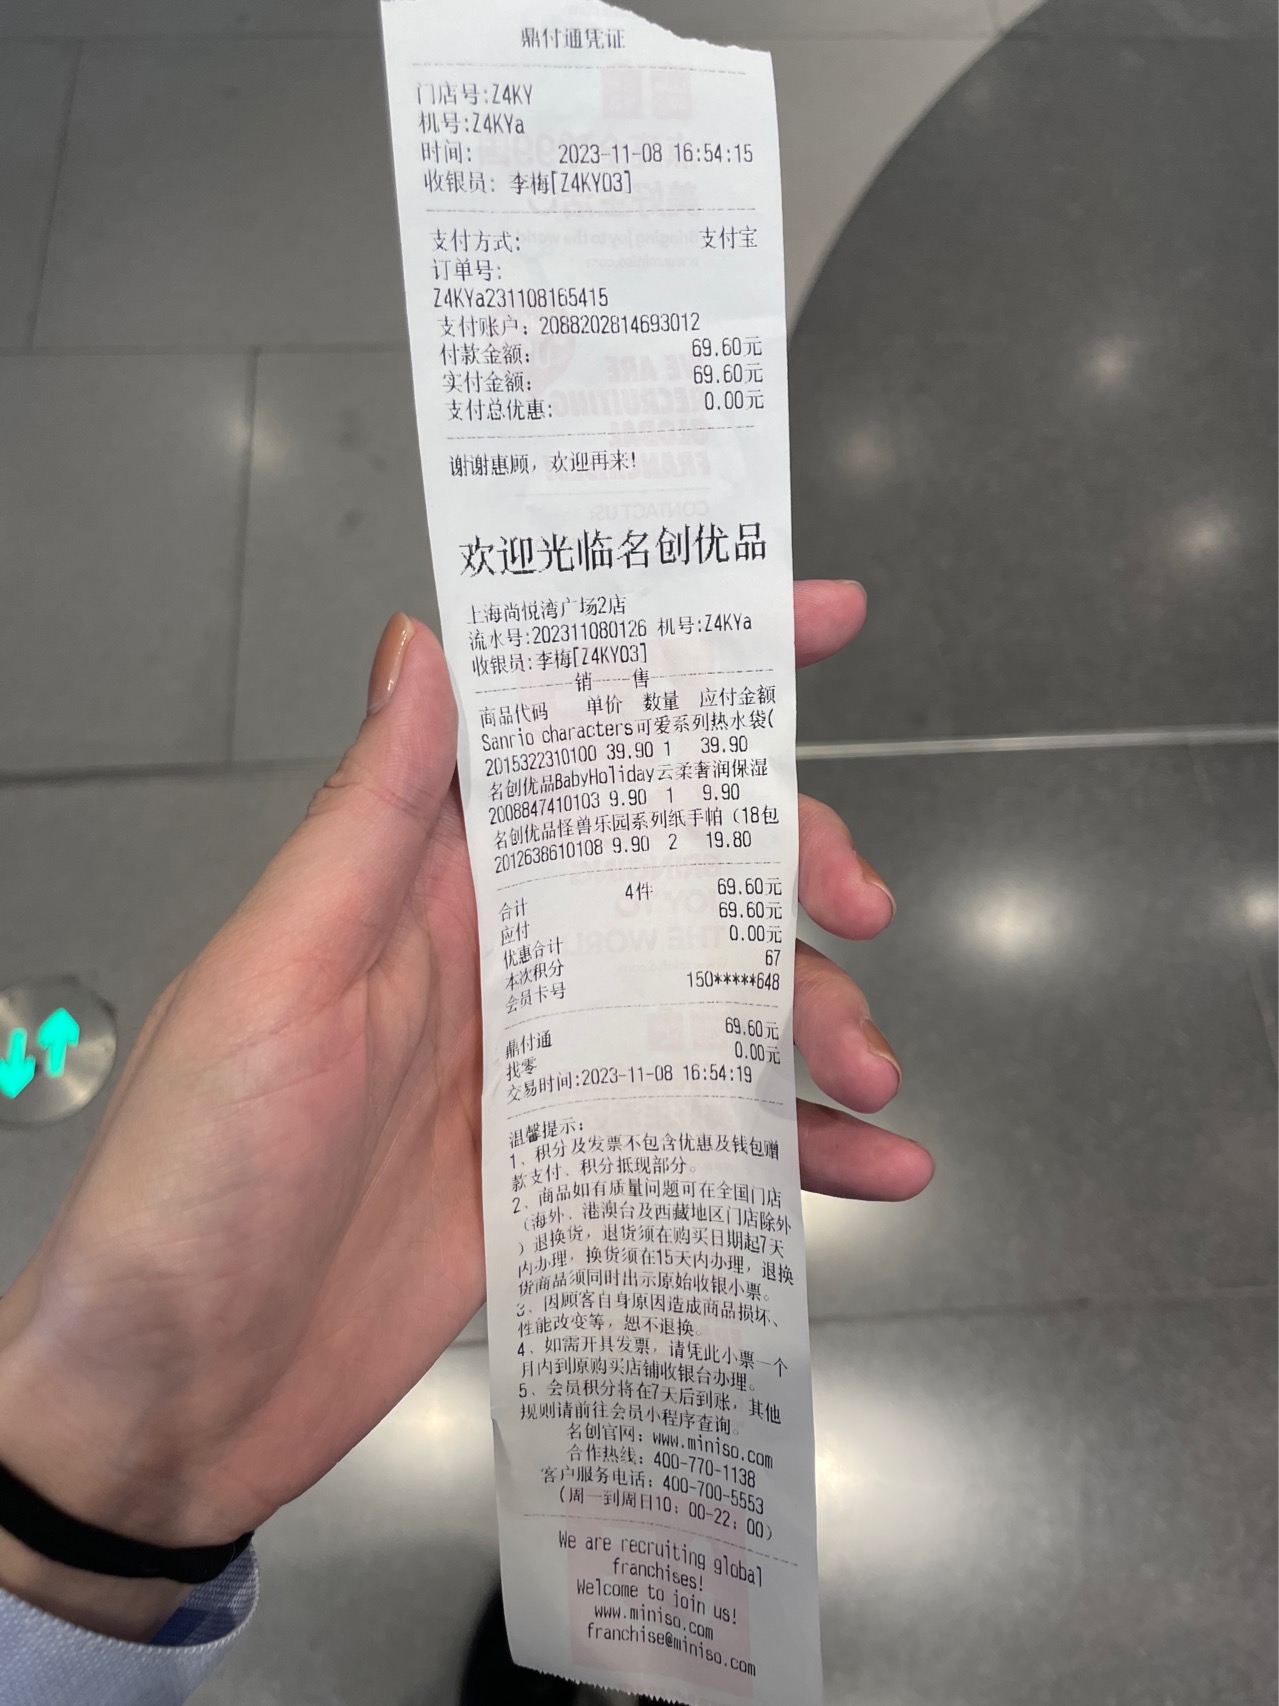 鼎付通凭证
门店号:Z4KY
机号:Z4KYa
时间: 2023-11-08 16:54:15
收银员: 李梅[Z4KY03]
支付方式: 支付宝
订单号:
Z4KYa231108165415
支付账户: 2088202814693012
付款金额: 69.60元
实付金额: 69.60元
支付总优惠: 0.00元
谢谢惠顾, 欢迎再来!
欢迎光临名创优品
上海尚悦湾广场2店
流水号:202311080126 机号:Z4KYa
收银员:李梅[Z4KY03]
销 售
商品代码 单价 数量 应付金额
Sanrio characters可爱系列热水袋(
2015322310100 39.90 1 39.90
名创优品BabyHoliday云柔奢润保湿
2008847410103 9.90 1 9.90
名创优品怪兽乐园系列纸手帕（18包
2012638610108 9.90 2 19.80
合计 4件 69.60元
应付 69.60元
优惠合计 0.00元
本次积分 67
会员卡号 150*****648
鼎付通 69.60元
找零 0.00元
交易时间:2023-11-08 16:54:19
温馨提示:
1、积分及发票不包含优惠及钱包赠
款支付、积分抵现部分。
2、商品如有质量问题可在全国门店
（海外、港澳台及西藏地区门店除外
）退换货, 退货须在购买日期起7天
内办理, 换货须在15天内办理, 退换
货商品须同时出示原始收银小票。
3、因顾客自身原因造成商品损坏、
性能改变等, 恕不退换。
4、如需开具发票, 请凭此小票一个
月内到原购买店铺收银台办理。
5、会员积分将在7天后到账, 其他
规则请前往会员小程序查询。
名创官网: www.miniso.com
合作热线: 400-770-1138
客户服务电话: 400-700-5553
(周一到周日10: 00-22: 00)
We are recruiting global
franchises!
Welcome to join us!
www.miniso.com
franchise@miniso.com